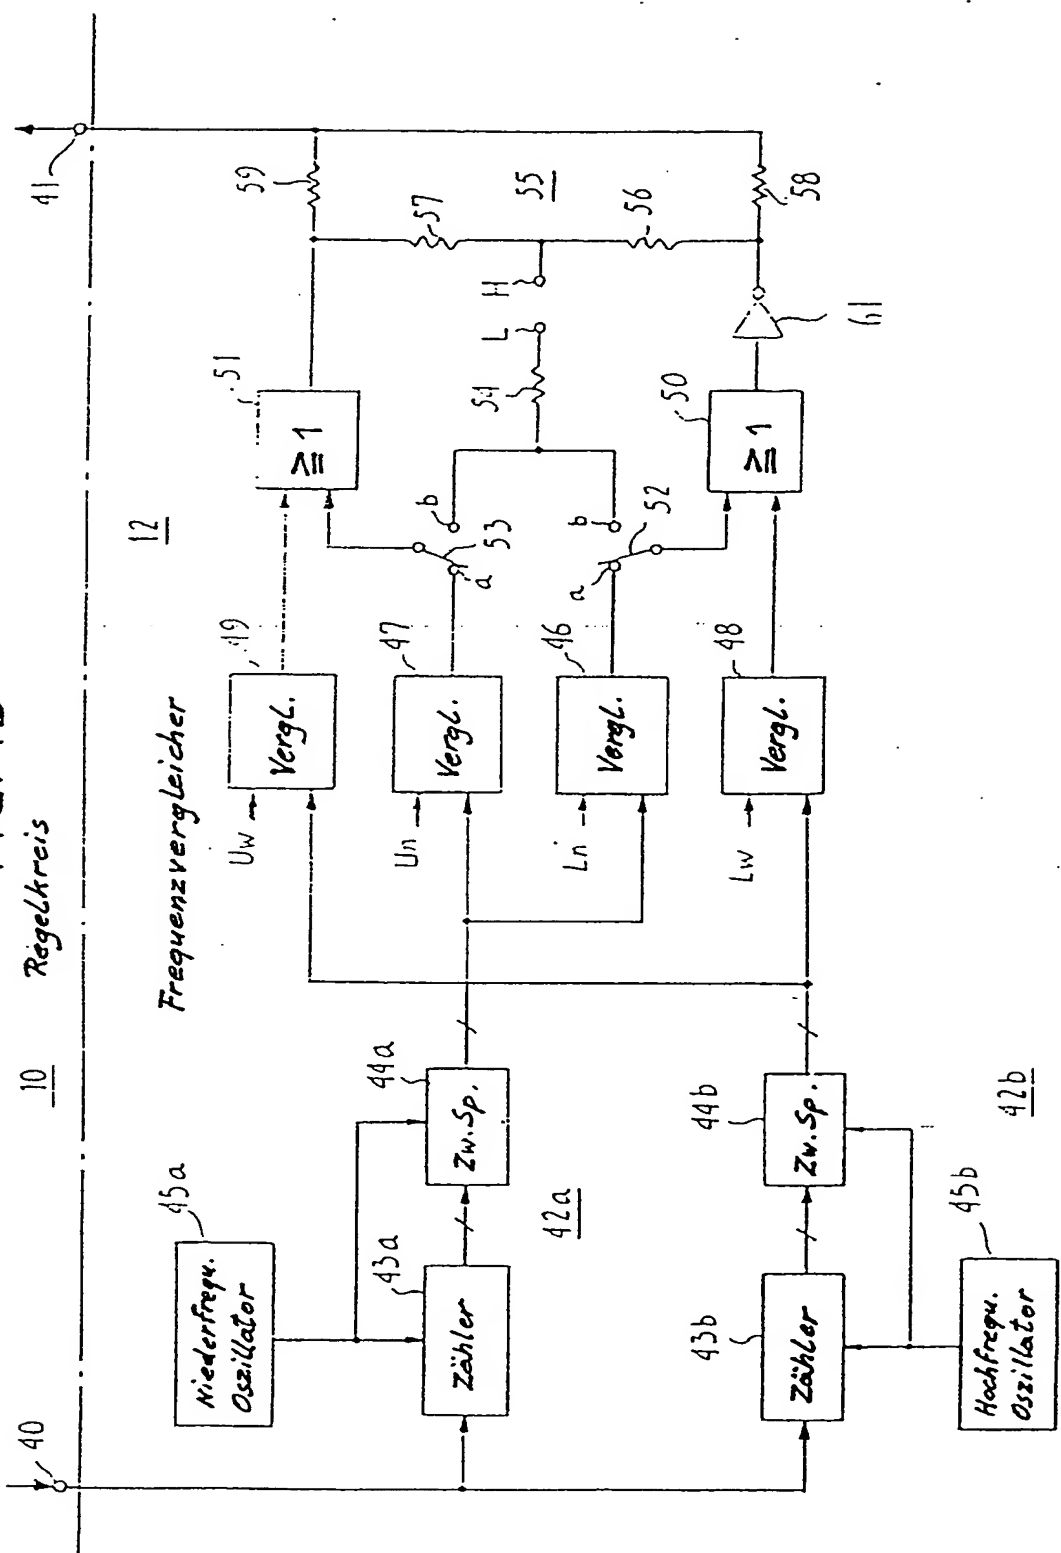 10 Regelkreis
40
41
Frequenzvergleicher
12
45a
Niederfrequ.
Oszillator
43a
Zähler
44a
Zw. Sp.
42a
43b
Zähler
44b
Zw. Sp.
42b
45b
Hochfrequ.
Oszillator
Uw
49
Vergl.
Un
47
Vergl.
Ln
46
Vergl.
Lw
48
Vergl.
a
b
53
a
b
52
51
≥ 1
50
≥ 1
54
L
H
61
59
57
55
56
58